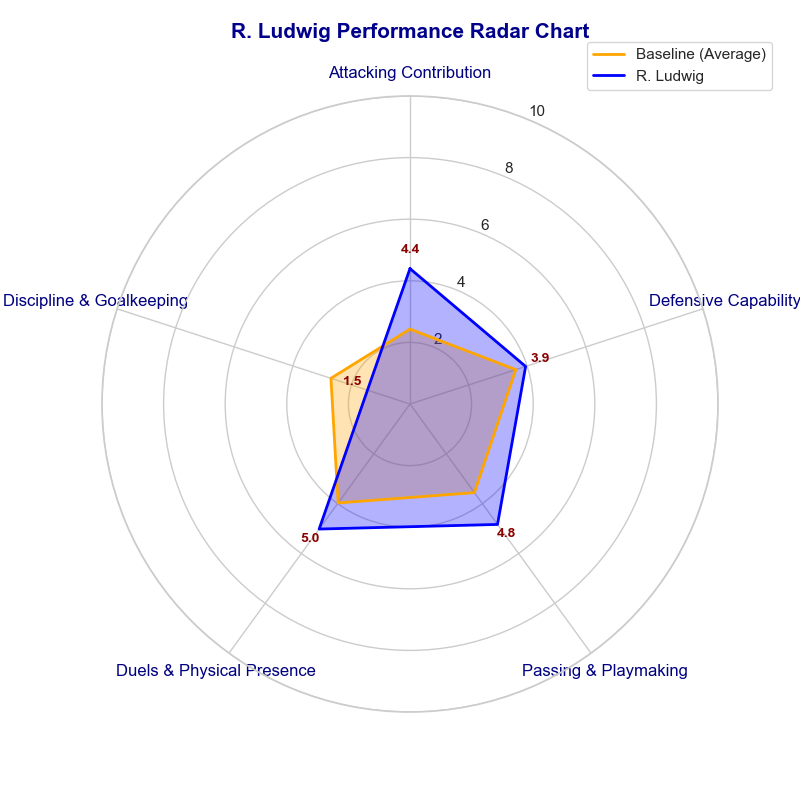 R. Ludwig Performance Radar Chart
Baseline (Average)
R. Ludwig
Attacking Contribution
10
8
6
4.4
4
Discipline & Goalkeeping
Defensive Capability
2
3.9
1.5
4.8
5.0
Duels & Physical Presence
Passing & Playmaking